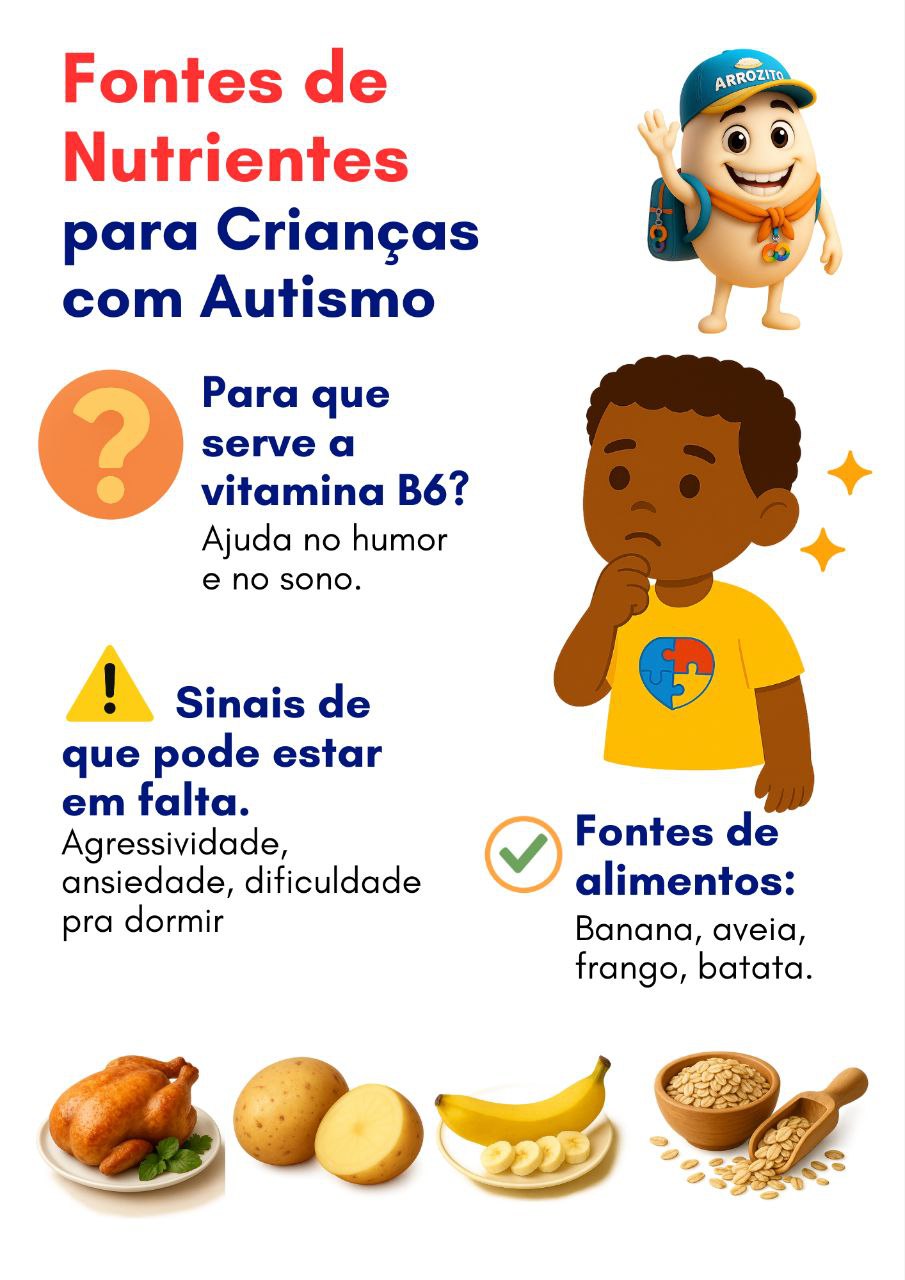 Fontes de
Nutrientes
para Crianças
com Autismo
ARROZITO
Para que
serve a
vitamina B6?
Ajuda no humor
e no sono.
Sinais de
que pode estar
em falta.
Agressividade,
ansiedade, dificuldade
pra dormir
Fontes de
alimentos:
Banana, aveia,
frango, batata.